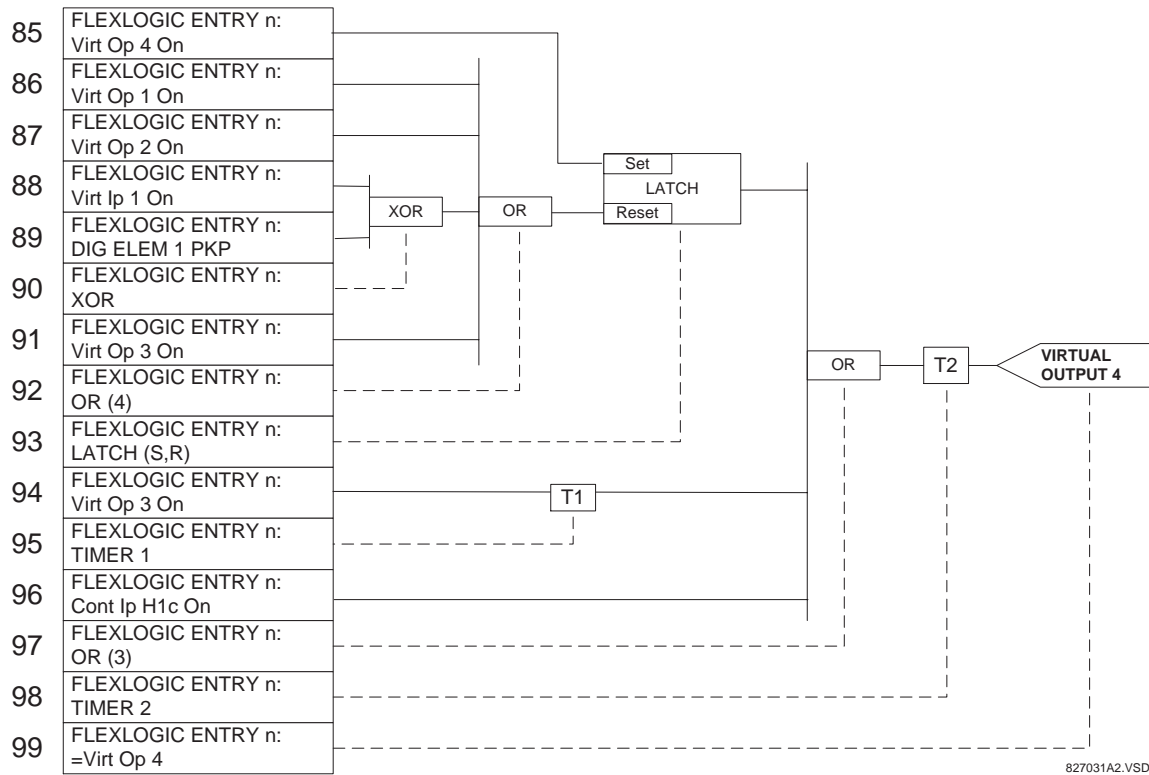 85
FLEXLOGIC ENTRY n:
Virt Op 4 On
86
FLEXLOGIC ENTRY n:
Virt Op 1 On
87
FLEXLOGIC ENTRY n:
Virt Op 2 On
88
FLEXLOGIC ENTRY n:
Virt Ip 1 On
89
FLEXLOGIC ENTRY n:
DIG ELEM 1 PKP
90
FLEXLOGIC ENTRY n:
XOR
91
FLEXLOGIC ENTRY n:
Virt Op 3 On
92
FLEXLOGIC ENTRY n:
OR (4)
93
FLEXLOGIC ENTRY n:
LATCH (S,R)
94
FLEXLOGIC ENTRY n:
Virt Op 3 On
95
FLEXLOGIC ENTRY n:
TIMER 1
96
FLEXLOGIC ENTRY n:
Cont Ip H1c On
97
FLEXLOGIC ENTRY n:
OR (3)
98
FLEXLOGIC ENTRY n:
TIMER 2
99
FLEXLOGIC ENTRY n:
=Virt Op 4
XOR
OR
Set
LATCH
Reset
T1
OR
T2
VIRTUAL
OUTPUT 4
827031A2.VSD